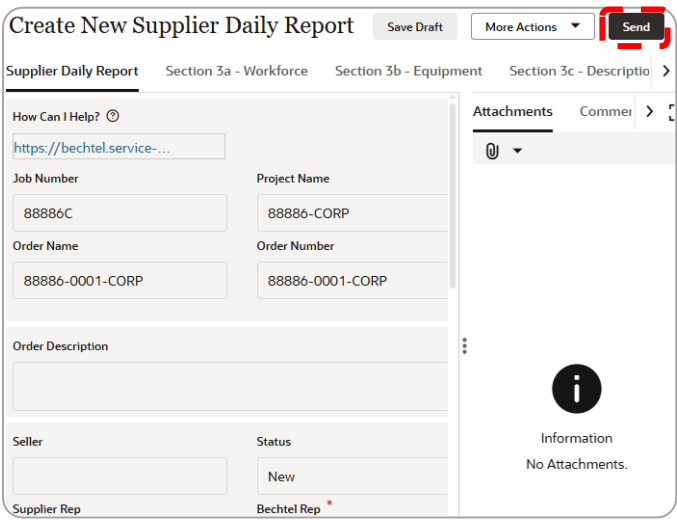 Create New Supplier Daily Report Save Draft More Actions Send
Supplier Daily Report Section 3a - Workforce Section 3b - Equipment Section 3c - Descriptio
How Can I Help?
https://bechtel.service-...
Attachments Commer
Job Number Project Name
88886C 88886-CORP
Order Name Order Number
88886-0001-CORP 88886-0001-CORP
Order Description
Seller Status
New
Supplier Rep Bechtel Rep *
Information
No Attachments.